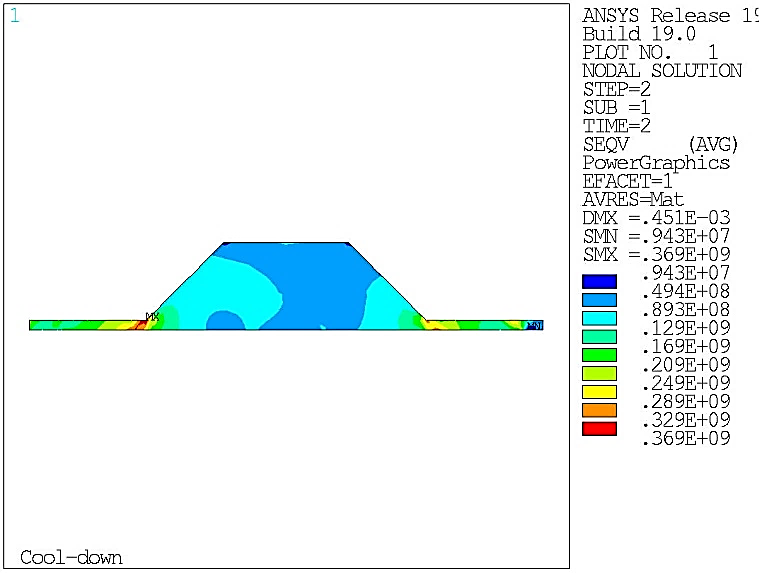 1
ANSYS Release 19
Build 19.0
PLOT NO. 1
NODAL SOLUTION
STEP=2
SUB =1
TIME=2
SEQV (AVG)
PowerGraphics
EFACET=1
AVRES=Mat
DMX =.451E-03
SMN =.943E+07
SMX =.369E+09
.943E+07
.494E+08
.893E+08
.129E+09
.169E+09
.209E+09
.249E+09
.289E+09
.329E+09
.369E+09
MX
MN
Cool-down